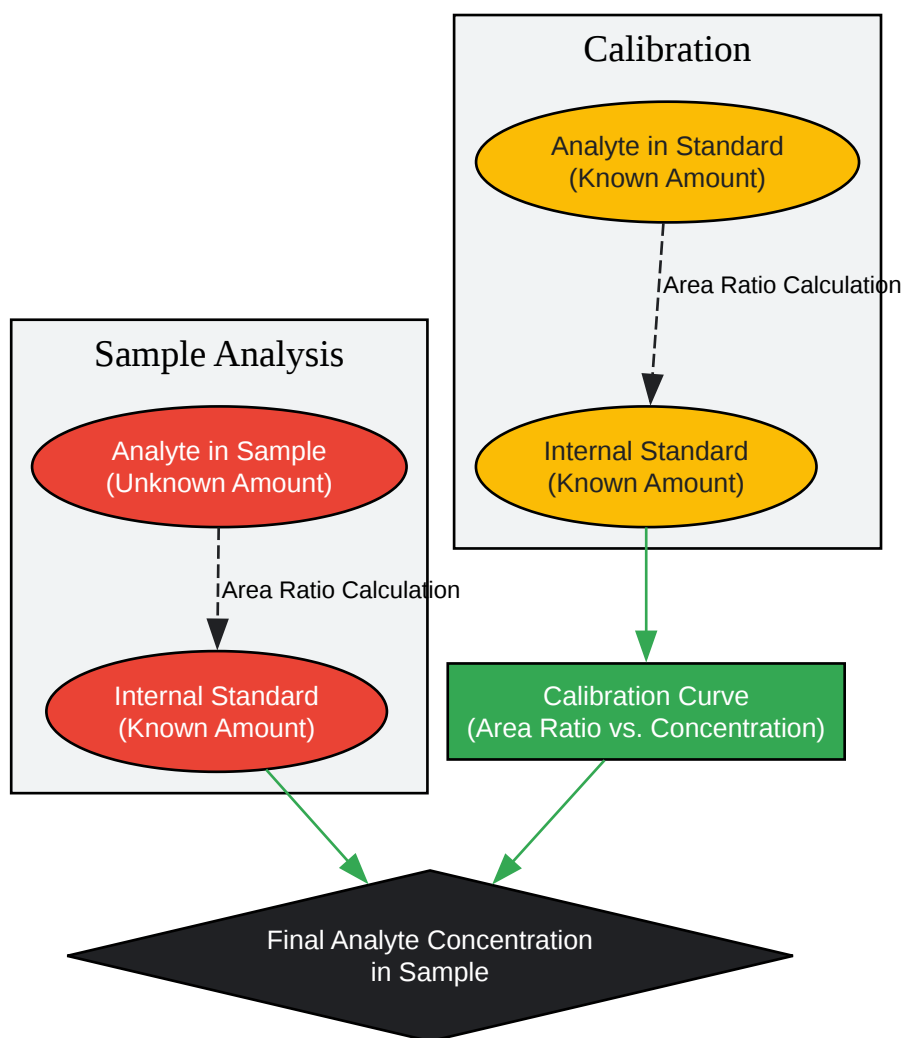 Calibration
Analyte in Standard
(Known Amount)
Area Ratio Calculation
Internal Standard
(Known Amount)
Sample Analysis
Analyte in Sample
(Unknown Amount)
Area Ratio Calculation
Internal Standard
(Known Amount)
Calibration Curve
(Area Ratio vs. Concentration)
Final Analyte Concentration
in Sample